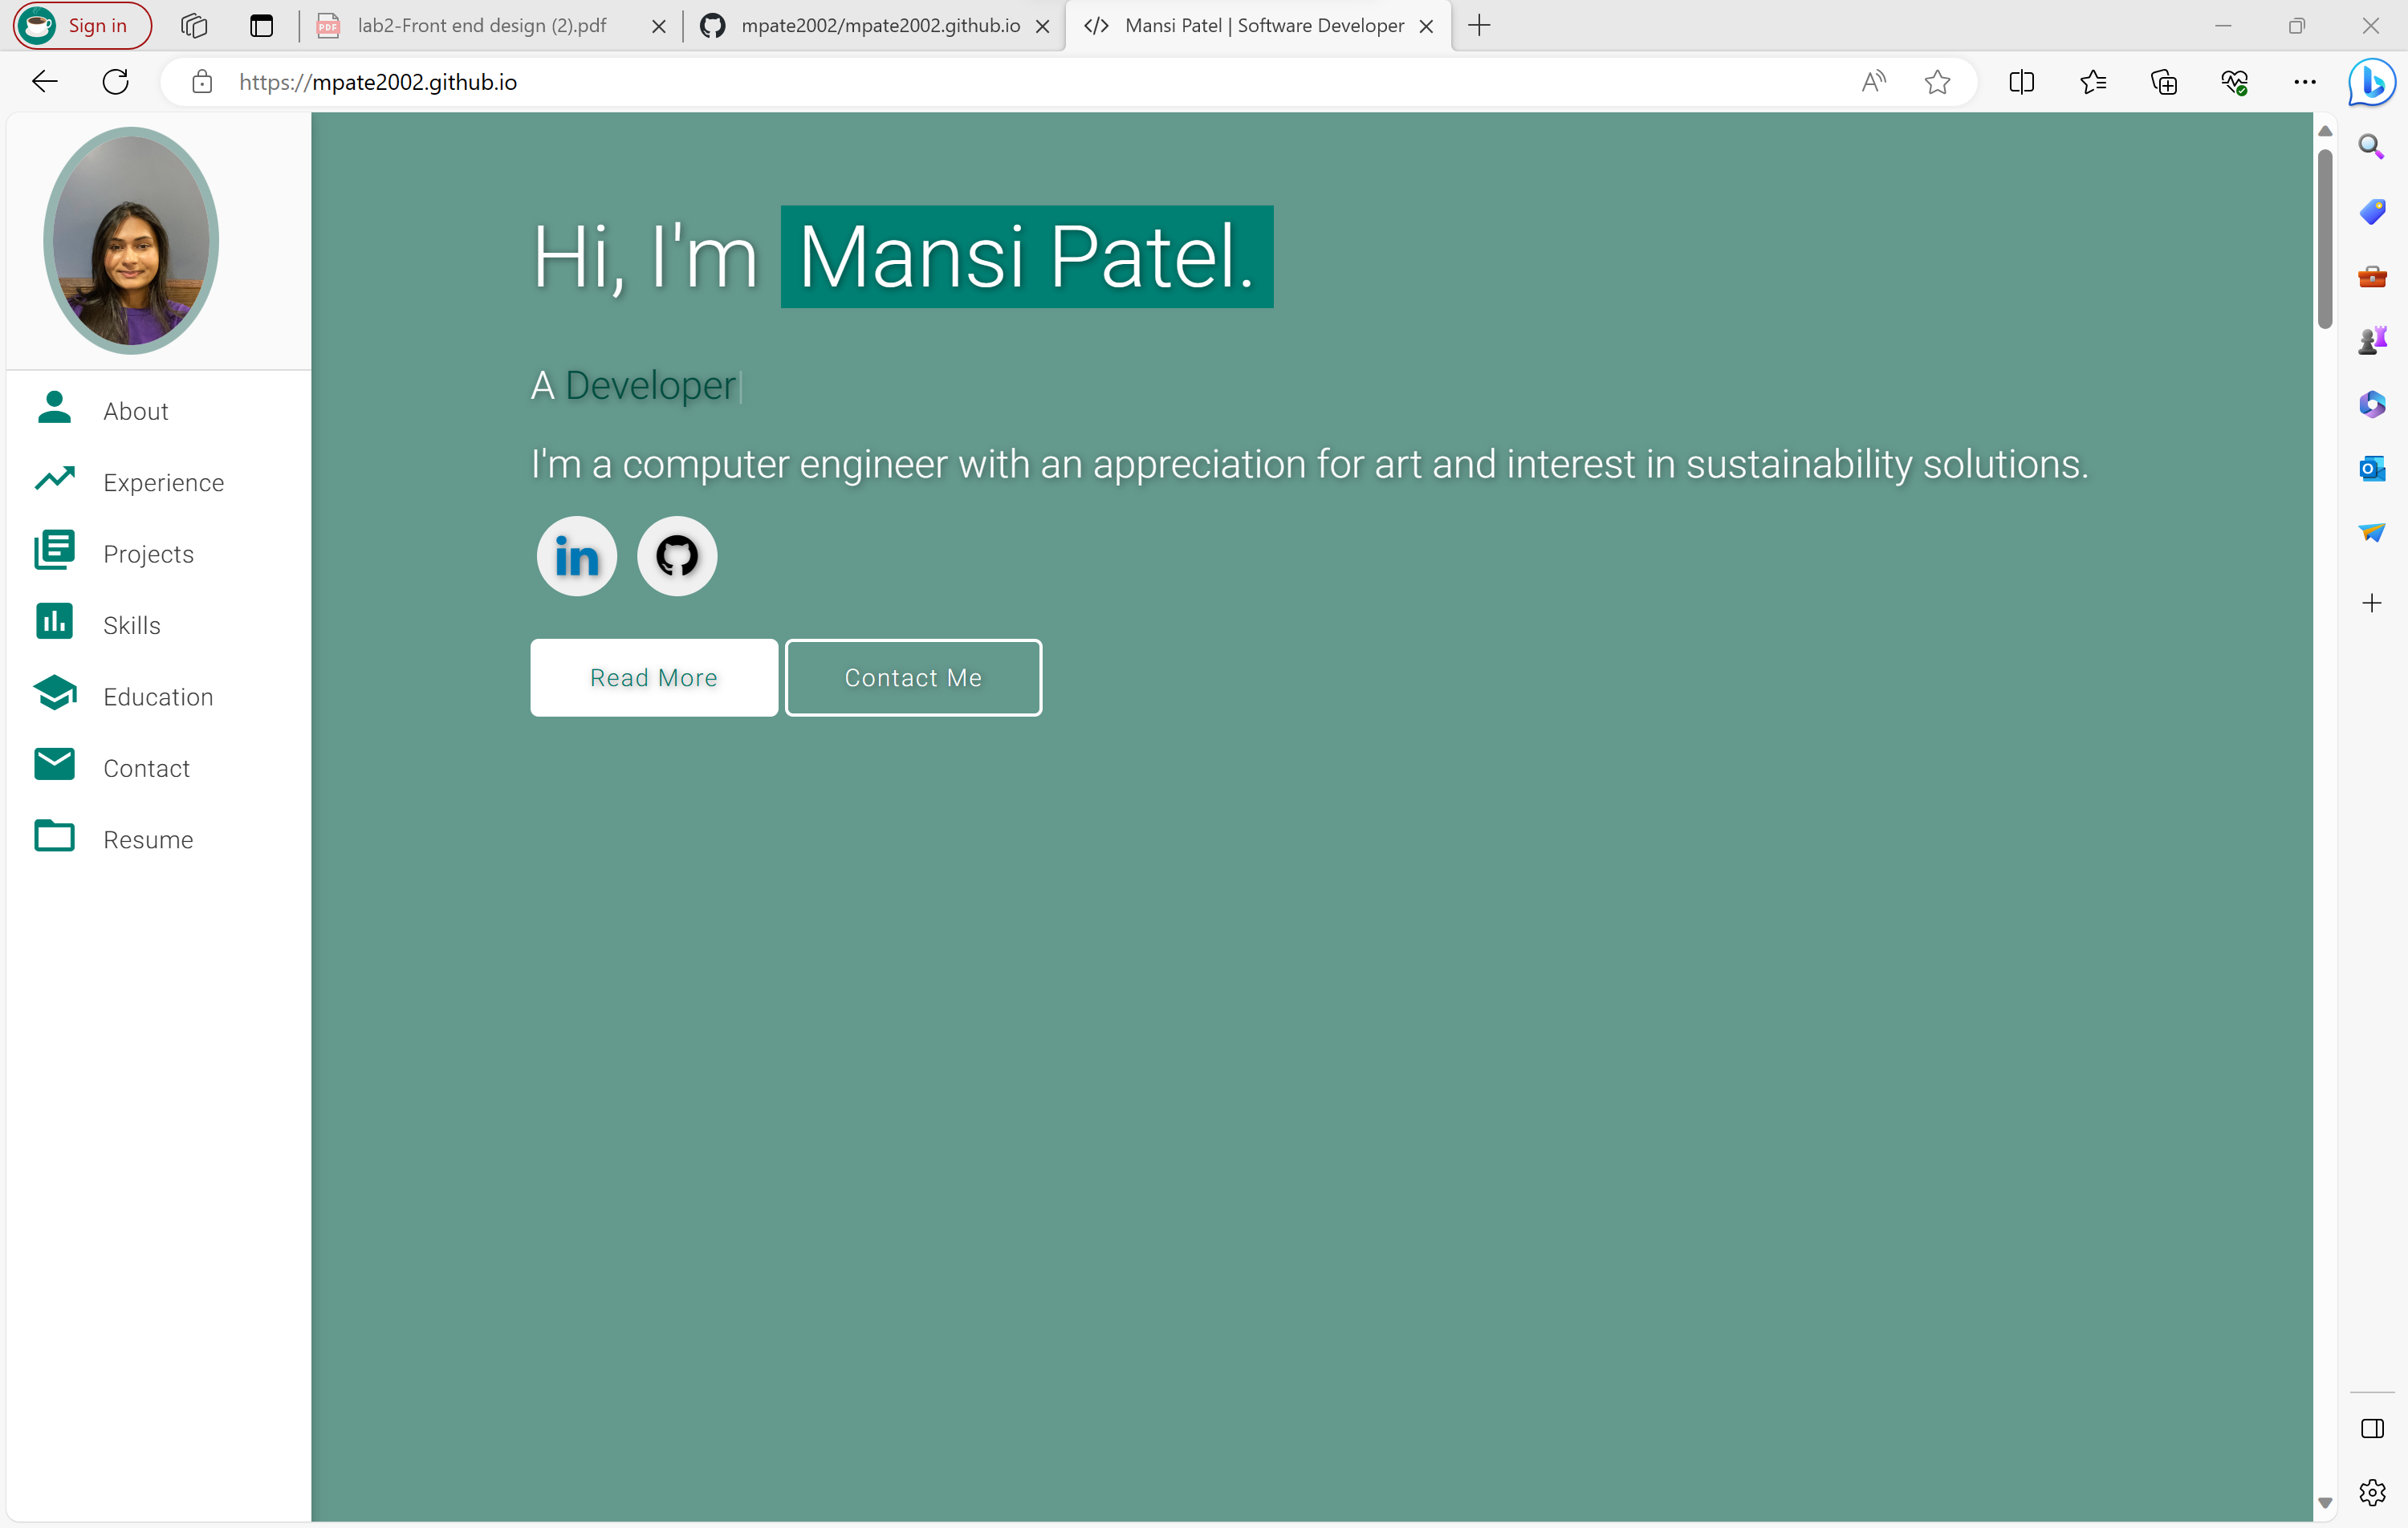 Sign in
lab2-Front end design (2).pdf
mpate2002/mpate2002.github.io
Mansi Patel | Software Developer
https://mpate2002.github.io
Hi, I'm Mansi Patel.
A Developer
I'm a computer engineer with an appreciation for art and interest in sustainability solutions.
in
Read More
Contact Me
About
Experience
Projects
Skills
Education
Contact
Resume